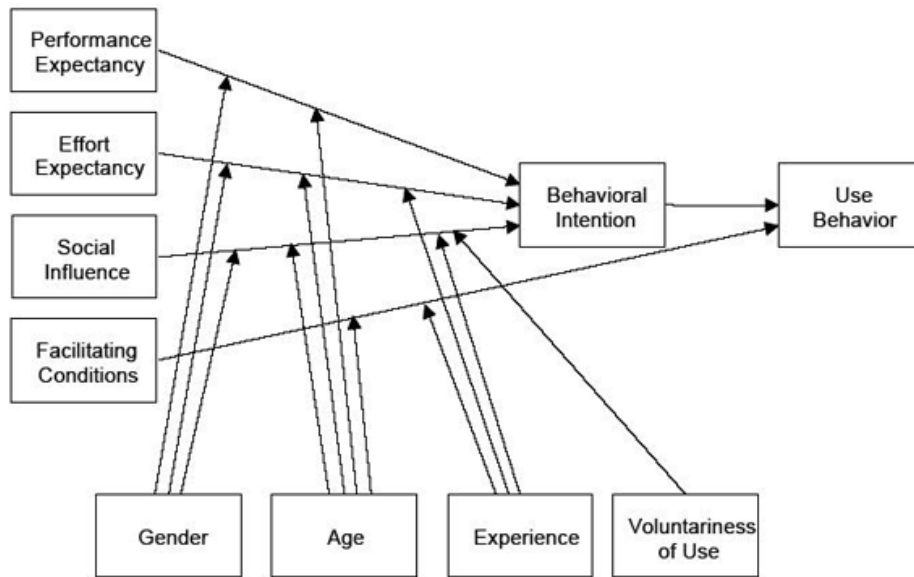 Performance
Expectancy
Effort
Expectancy
Social
Influence
Facilitating
Conditions
Behavioral
Intention
Use
Behavior
Gender
Age
Experience
Voluntariness
of Use